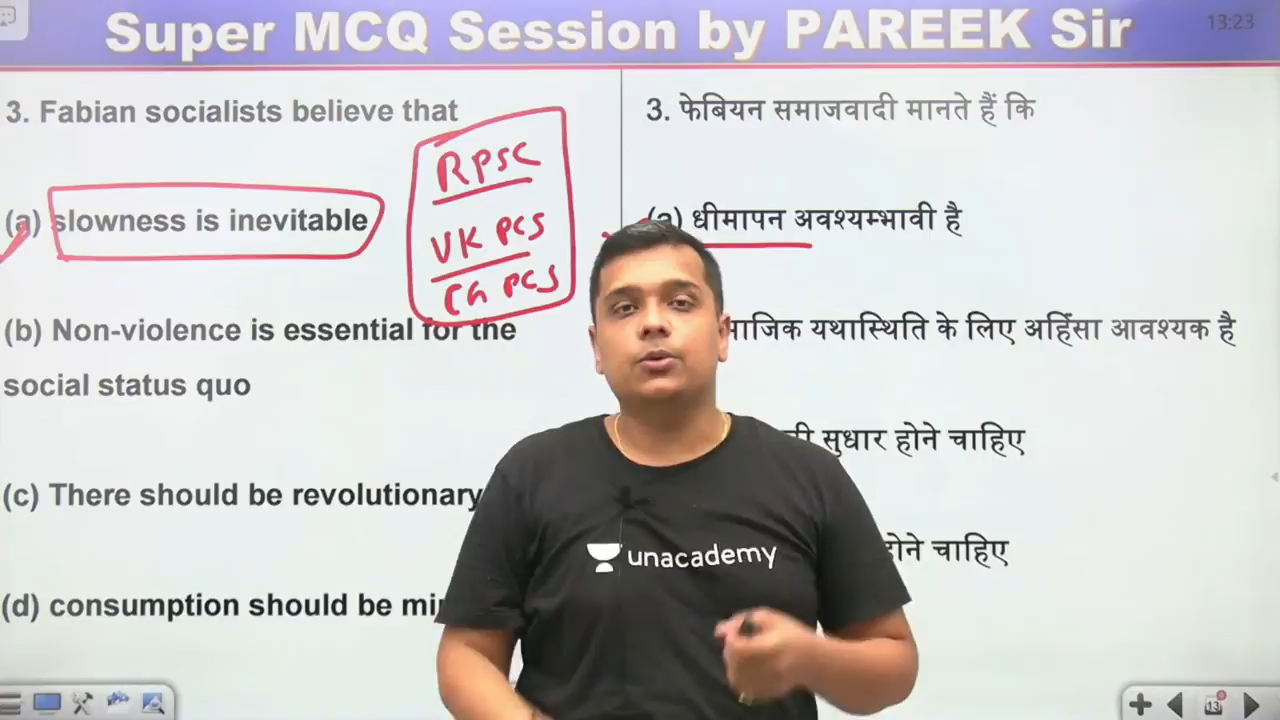 Super MCQ Session by PAREEK Sir
13:23
3. Fabian socialists believe that
(a) slowness is inevitable
(b) Non-violence is essential for the
social status quo
(c) There should be revolutionary
(d) consumption should be
RPSC
UK PCS
CG PCS
3. फेबियन समाजवादी मानते हैं कि
(a) धीमापन अवश्यम्भावी है
यथास्थिति के लिए अहिंसा आवश्यक है
सुधार होने चाहिए
होने चाहिए
unacademy
13